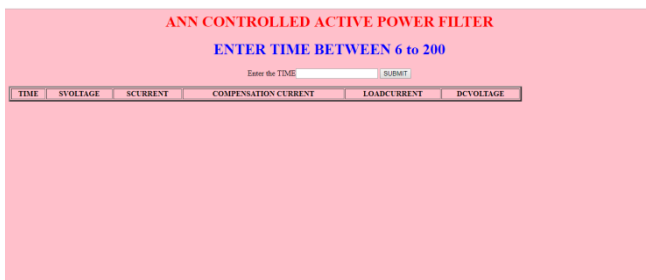 ANN CONTROLLED ACTIVE POWER FILTER
ENTER TIME BETWEEN 6 to 200
Enter the TIME SUBMIT
TIME SVOLTAGE SCURRENT COMPENSATION CURRENT LOADCURRENT DCVOLTAGE